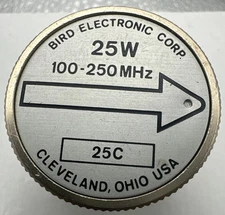 BIRD ELECTRONIC CORP
25W
100-250MHz
25C
CLEVELAND, OHIO USA